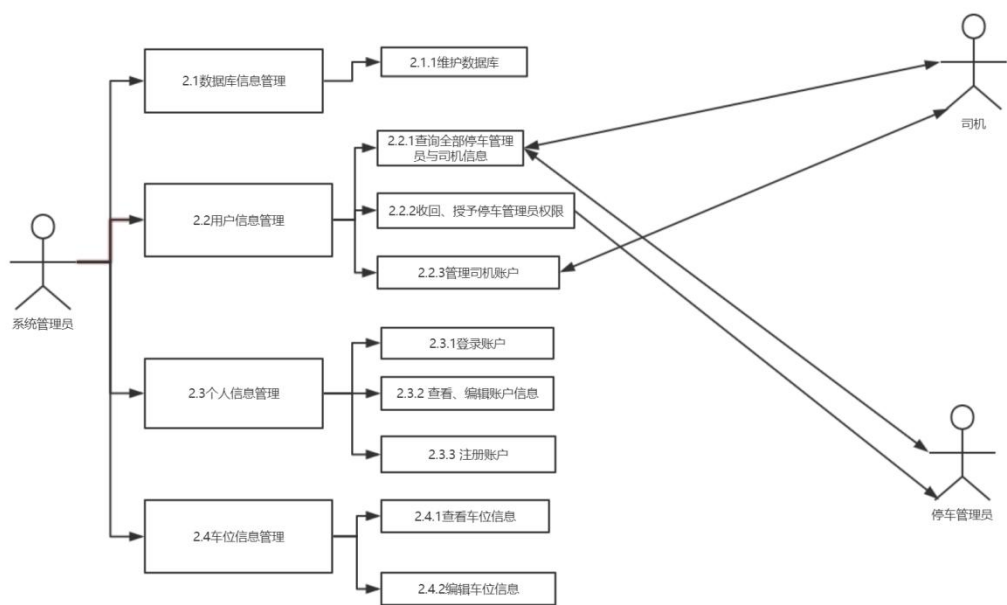 2.1数据库信息管理
2.1.1维护数据库
司机
2.2.1查询全部停车管理
员与司机信息
2.2用户信息管理
2.2.2收回、授予停车管理员权限
2.2.3管理司机账户
系统管理员
2.3.1登录账户
2.3个人信息管理
2.3.2 查看、编辑账户信息
2.3.3 注册账户
停车管理员
2.4.1查看车位信息
2.4车位信息管理
2.4.2编辑车位信息